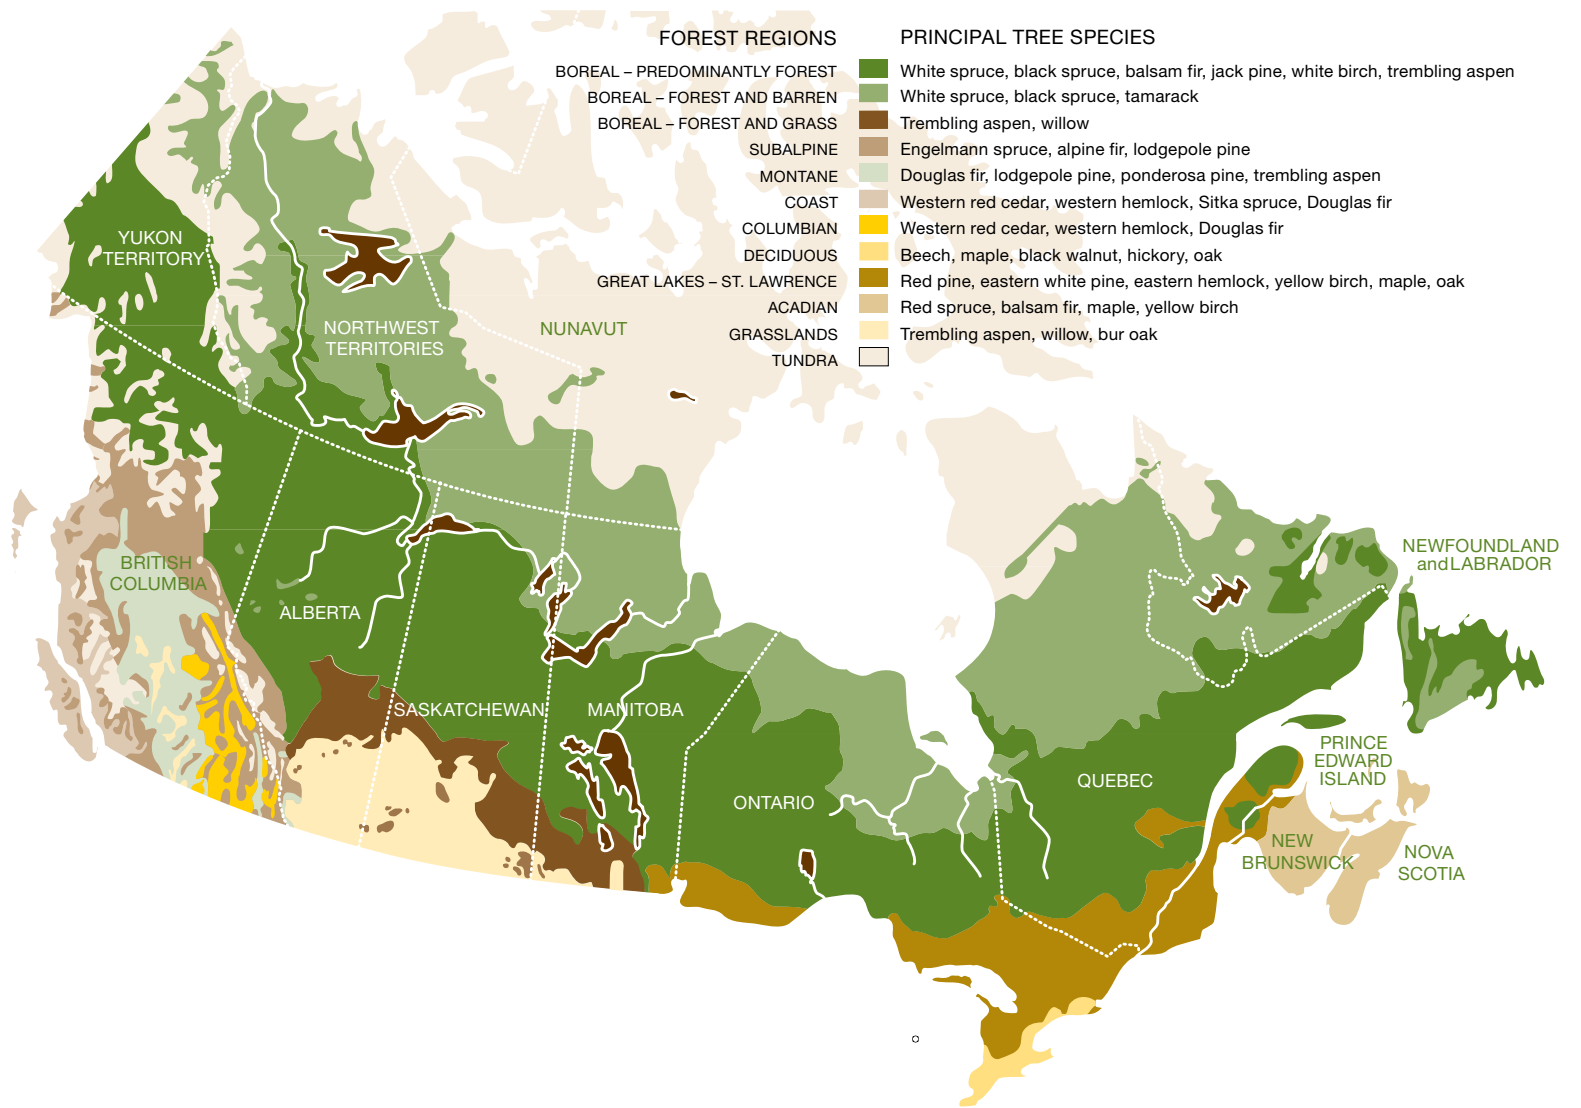 FOREST REGIONS PRINCIPAL TREE SPECIES
BOREAL – PREDOMINANTLY FOREST White spruce, black spruce, balsam fir, jack pine, white birch, trembling aspen
BOREAL – FOREST AND BARREN White spruce, black spruce, tamarack
BOREAL – FOREST AND GRASS Trembling aspen, willow
SUBALPINE Engelmann spruce, alpine fir, lodgepole pine
MONTANE Douglas fir, lodgepole pine, ponderosa pine, trembling aspen
COAST Western red cedar, western hemlock, Sitka spruce, Douglas fir
COLUMBIAN Western red cedar, western hemlock, Douglas fir
DECIDUOUS Beech, maple, black walnut, hickory, oak
GREAT LAKES – ST. LAWRENCE Red pine, eastern white pine, eastern hemlock, yellow birch, maple, oak
ACADIAN Red spruce, balsam fir, maple, yellow birch
GRASSLANDS Trembling aspen, willow, bur oak
TUNDRA
YUKON
TERRITORY
NORTHWEST
TERRITORIES
NUNAVUT
BRITISH
COLUMBIA
ALBERTA
SASKATCHEWAN
MANITOBA
ONTARIO
QUEBEC
NEWFOUNDLAND
and LABRADOR
PRINCE
EDWARD
ISLAND
NEW
BRUNSWICK
NOVA
SCOTIA